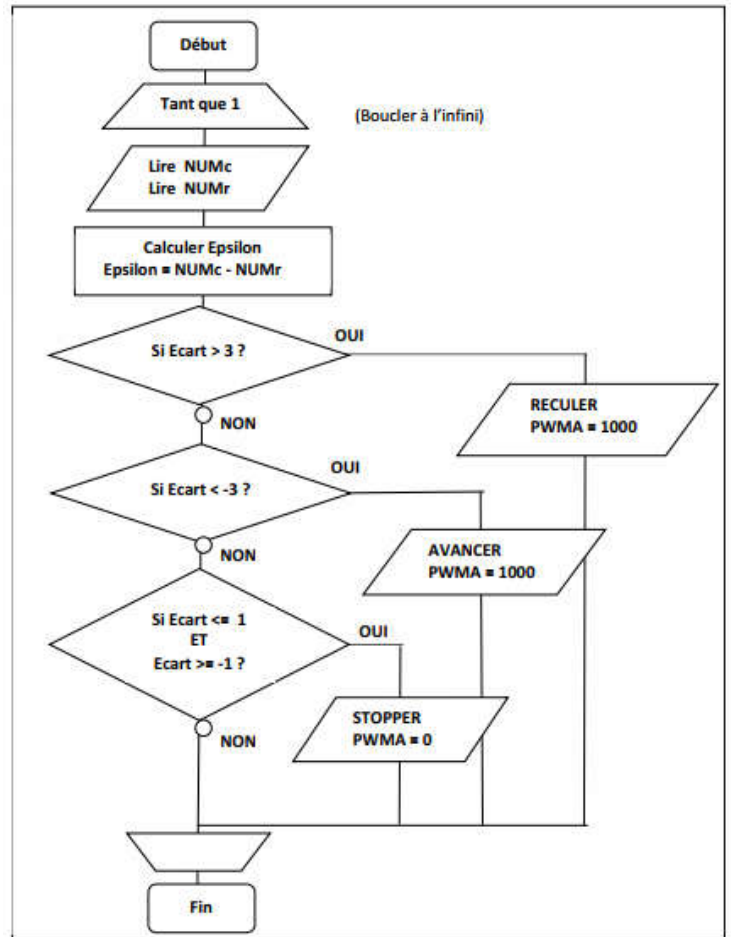 Début
Tant que 1
(Boucler à l'infini)
Lire NUMc
Lire NUMr
Calculer Epsilon
Epsilon = NUMc - NUMr
Si Ecart > 3 ?
OUI
NON
RECULER
PWMA = 1000
Si Ecart < -3 ?
OUI
NON
AVANCER
PWMA = 1000
Si Ecart <= 1
ET
Ecart >= -1 ?
OUI
NON
STOPPER
PWMA = 0
Fin